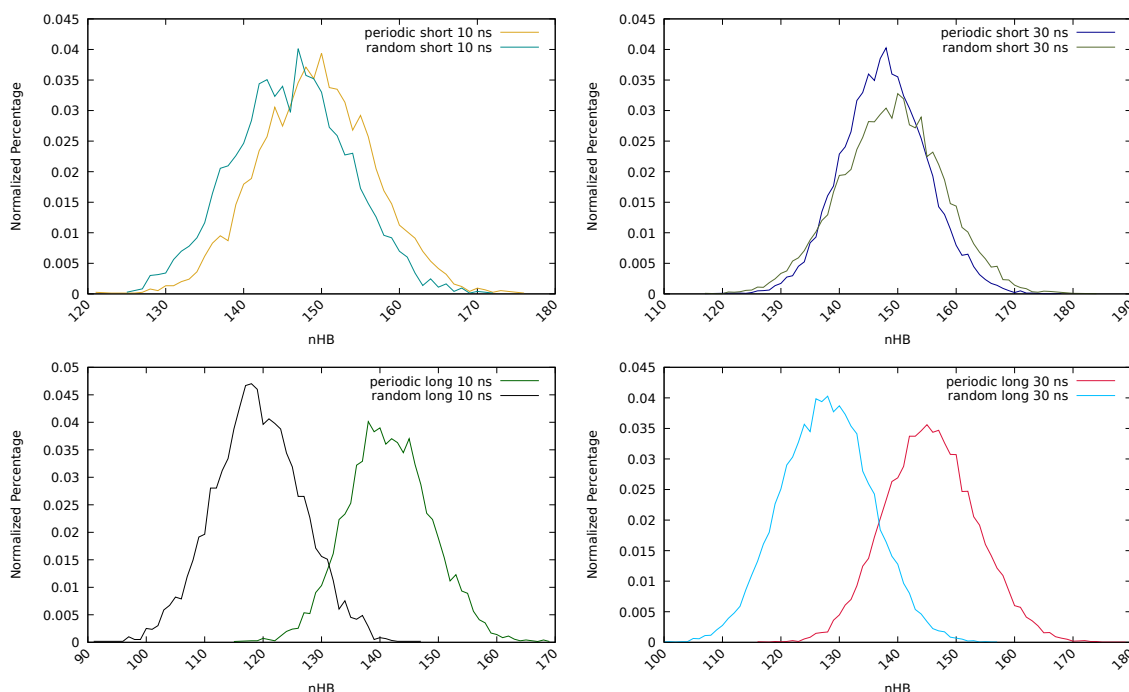 0.045
0.04
0.035
0.03
0.025
0.02
0.015
0.01
0.005
0
Normalized Percentage
periodic short 10 ns
random short 10 ns
120 130 140 150 160 170 180
nHB
0.045
0.04
0.035
0.03
0.025
0.02
0.015
0.01
0.005
0
Normalized Percentage
periodic short 30 ns
random short 30 ns
110 120 130 140 150 160 170 180 190
nHB
0.05
0.045
0.04
0.035
0.03
0.025
0.02
0.015
0.01
0.005
0
Normalized Percentage
periodic long 10 ns
random long 10 ns
90 100 110 120 130 140 150 160 170
nHB
0.045
0.04
0.035
0.03
0.025
0.02
0.015
0.01
0.005
0
Normalized Percentage
periodic long 30 ns
random long 30 ns
100 110 120 130 140 150 160 170 180
nHB